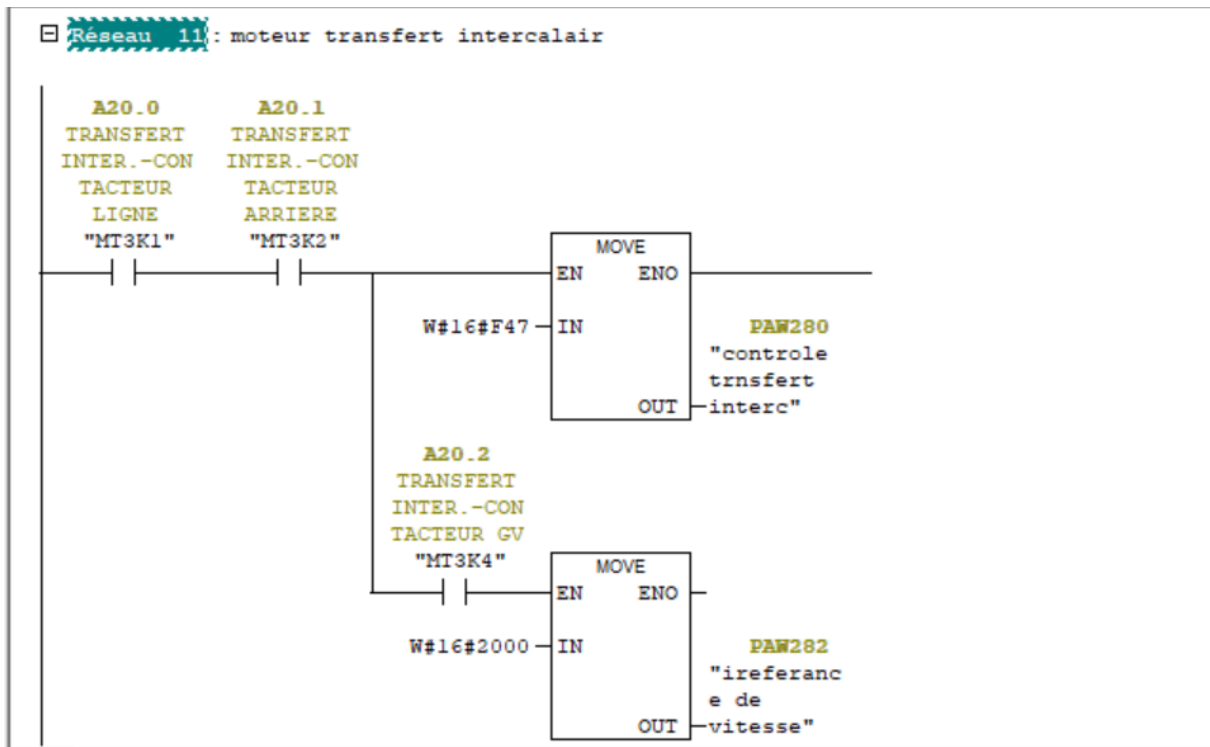 Réseau 11 : moteur transfert intercalair
A20.0
TRANSFERT
INTER.-CON
TACTEUR
LIGNE
"MT3K1"
A20.1
TRANSFERT
INTER.-CON
TACTEUR
ARRIERE
"MT3K2"
MOVE
EN ENO
W#16#F47 IN
PAW280
"controle
trnsfert
OUT interc"
A20.2
TRANSFERT
INTER.-CON
TACTEUR GV
"MT3K4"
MOVE
EN ENO
W#16#2000 IN
PAW282
"ireferanc
e de
OUT vitesse"